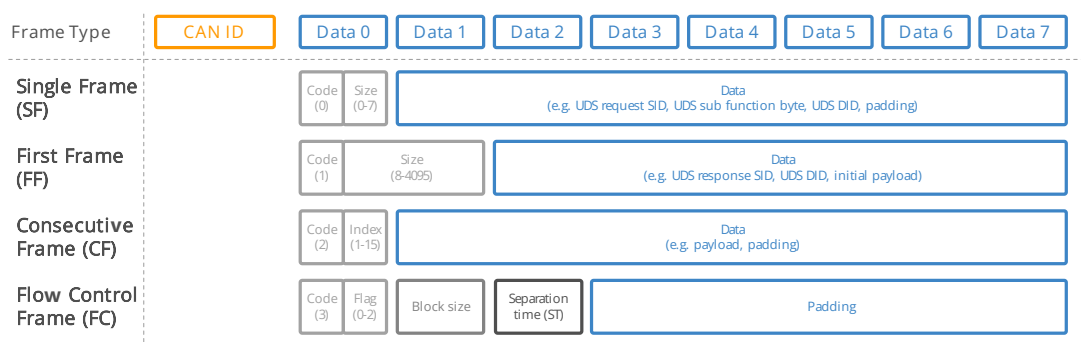 Frame Type CAN ID Data 0 Data 1 Data 2 Data 3 Data 4 Data 5 Data 6 Data 7
Single Frame
(SF)
Code
(0)
Size
(0-7)
Data
(e.g. UDS request SID, UDS sub function byte, UDS DID, padding)
First Frame
(FF)
Code
(1)
Size
(8-4095)
Data
(e.g. UDS response SID, UDS DID, initial payload)
Consecutive
Frame (CF)
Code
(2)
Index
(1-15)
Data
(e.g. payload, padding)
Flow Control
Frame (FC)
Code
(3)
Flag
(0-2)
Block size
Separation
time (ST)
Padding